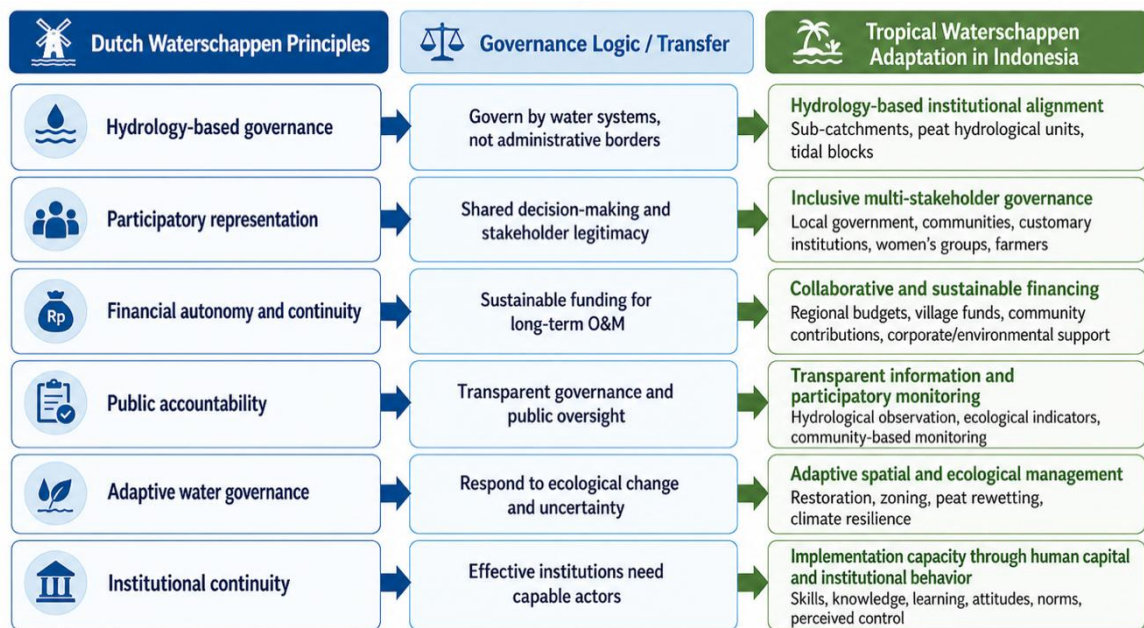 Dutch Waterschappen Principles
Governance Logic / Transfer
Tropical Waterschappen
Adaptation in Indonesia
Hydrology-based governance
Govern by water systems,
not administrative borders
Hydrology-based institutional alignment
Sub-catchments, peat hydrological units,
tidal blocks
Participatory representation
Shared decision-making and
stakeholder legitimacy
Inclusive multi-stakeholder governance
Local government, communities, customary
institutions, women's groups, farmers
Rp
Financial autonomy and continuity
Sustainable funding for
long-term O&M
Collaborative and sustainable financing
Regional budgets, village funds, community
contributions, corporate/environmental support
Public accountability
Transparent governance and
public oversight
Transparent information and
participatory monitoring
Hydrological observation, ecological indicators,
community-based monitoring
Adaptive water governance
Respond to ecological change
and uncertainty
Adaptive spatial and ecological management
Restoration, zoning, peat rewetting,
climate resilience
Institutional continuity
Effective institutions need
capable actors
Implementation capacity through human capital
and institutional behavior
Skills, knowledge, learning, attitudes, norms,
perceived control